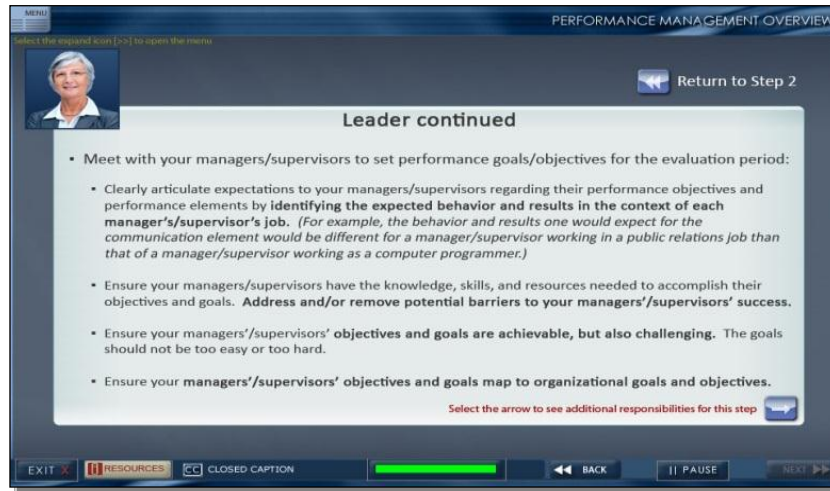 MENU
PERFORMANCE MANAGEMENT OVERVIEW
Select the expand icon [>>] to open the menu
Return to Step 2
Leader continued
▪ Meet with your managers/supervisors to set performance goals/objectives for the evaluation period:
▪ Clearly articulate expectations to your managers/supervisors regarding their performance objectives and
performance elements by identifying the expected behavior and results in the context of each
manager's/supervisor's job. (For example, the behavior and results one would expect for the
communication element would be different for a manager/supervisor working in a public relations job than
that of a manager/supervisor working as a computer programmer.)
▪ Ensure your managers/supervisors have the knowledge, skills, and resources needed to accomplish their
objectives and goals. Address and/or remove potential barriers to your managers'/supervisors' success.
▪ Ensure your managers'/supervisors' objectives and goals are achievable, but also challenging. The goals
should not be too easy or too hard.
▪ Ensure your managers'/supervisors' objectives and goals map to organizational goals and objectives.
Select the arrow to see additional responsibilities for this step
EXIT X RESOURCES CC CLOSED CAPTION BACK || PAUSE NEXT